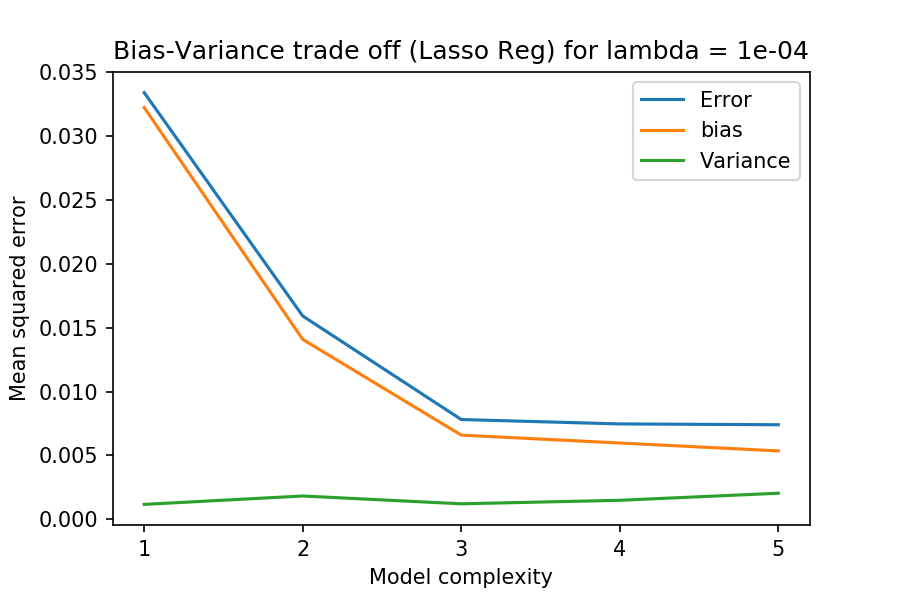 Bias-Variance trade off (Lasso Reg) for lambda = 1e-04
0.035
0.030
0.025
0.020
0.015
0.010
0.005
0.000
Mean squared error
Error
bias
Variance
1 2 3 4 5
Model complexity